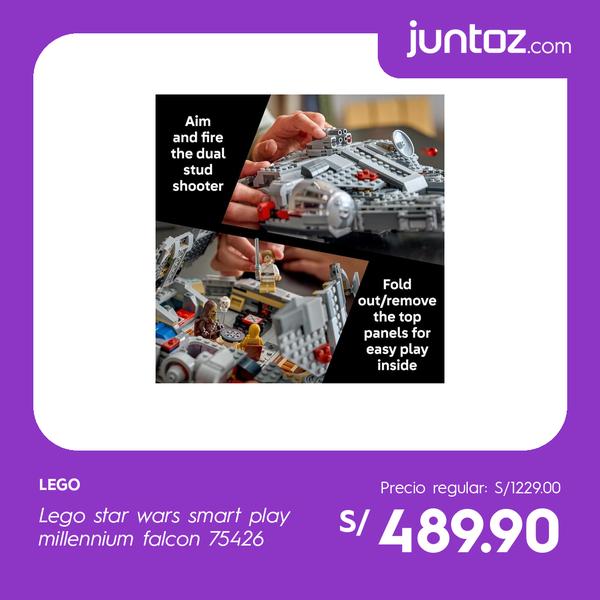 juntoz.com
Aim
and fire
the dual
stud
shooter
Fold
out/remove
the top
panels for
easy play
inside
LEGO
Lego star wars smart play
millennium falcon 75426
Precio regular: S/1229.00
S/ 489.90